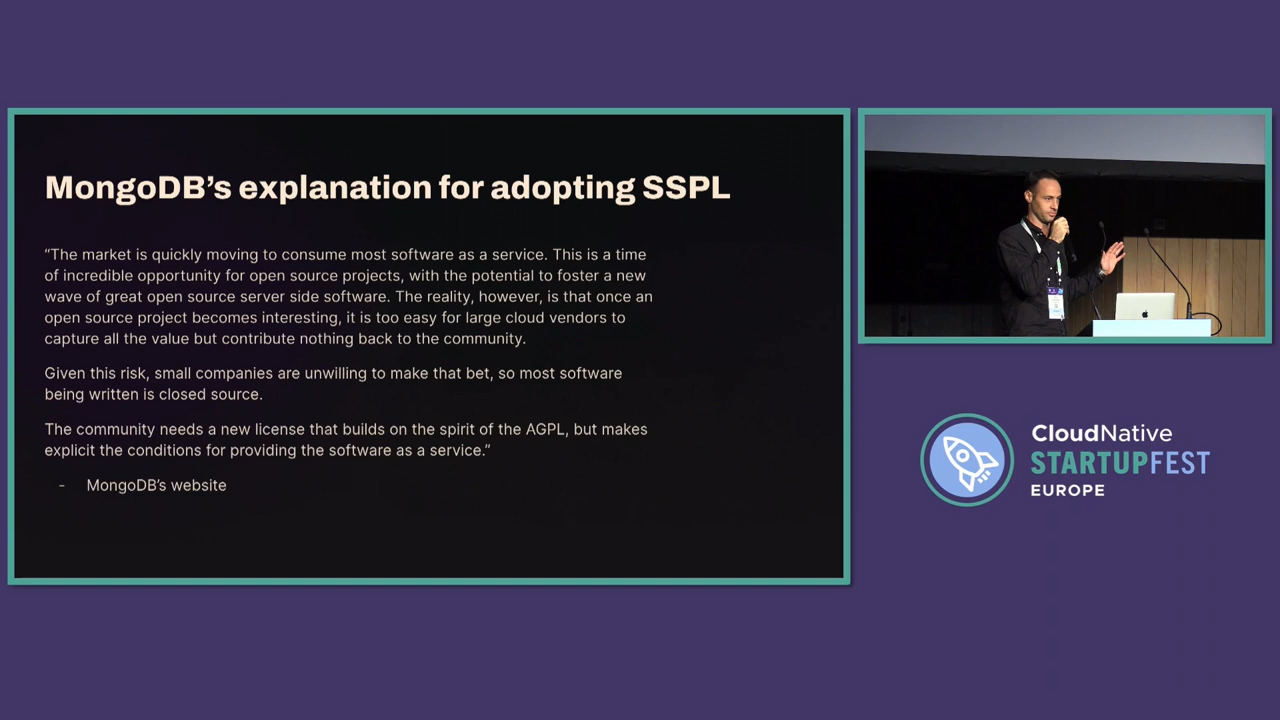 MongoDB’s explanation for adopting SSPL
“The market is quickly moving to consume most software as a service. This is a time
of incredible opportunity for open source projects, with the potential to foster a new
wave of great open source server side software. The reality, however, is that once an
open source project becomes interesting, it is too easy for large cloud vendors to
capture all the value but contribute nothing back to the community.
Given this risk, small companies are unwilling to make that bet, so most software
being written is closed source.
The community needs a new license that builds on the spirit of the AGPL, but makes
explicit the conditions for providing the software as a service.”
- MongoDB’s website
CloudNative
STARTUPFEST
EUROPE